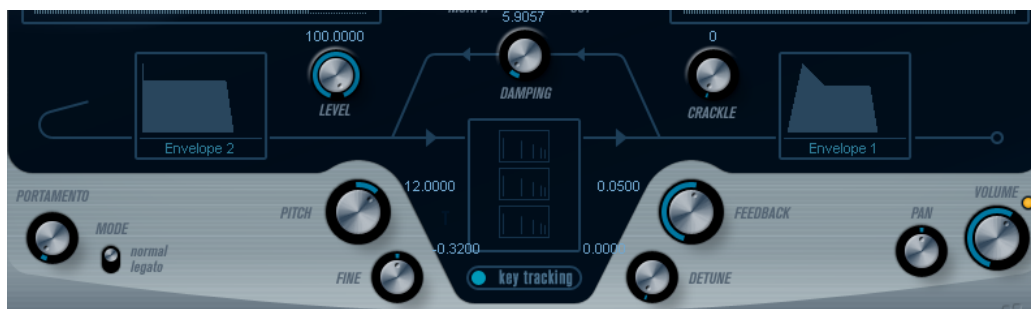 5.9057
100.0000
0
LEVEL
DAMPING
CRACKLE
Envelope 2
Envelope 1
PORTAMENTO
12.0000
0.0500
VOLUME
PITCH
FEEDBACK
PAN
MODE
normal
legato
-0.3200
0.0000
FINE
key tracking
DETUNE